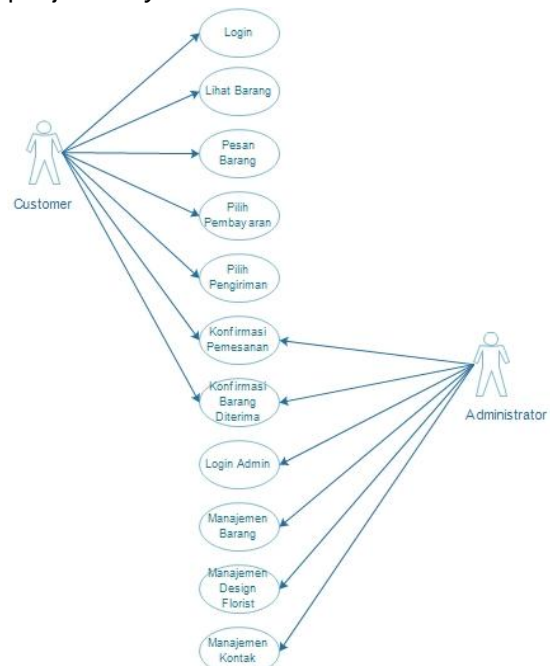 Login
Lihat Barang
Pesan
Barang
Customer
Pilih
Pembayaran
Pilih
Pengiriman
Konfirmasi
Pemesanan
Konfirmasi
Barang
Diterima
Administrator
Login Admin
Manajemen
Barang
Manajemen
Design
Florist
Manajemen
Kontak